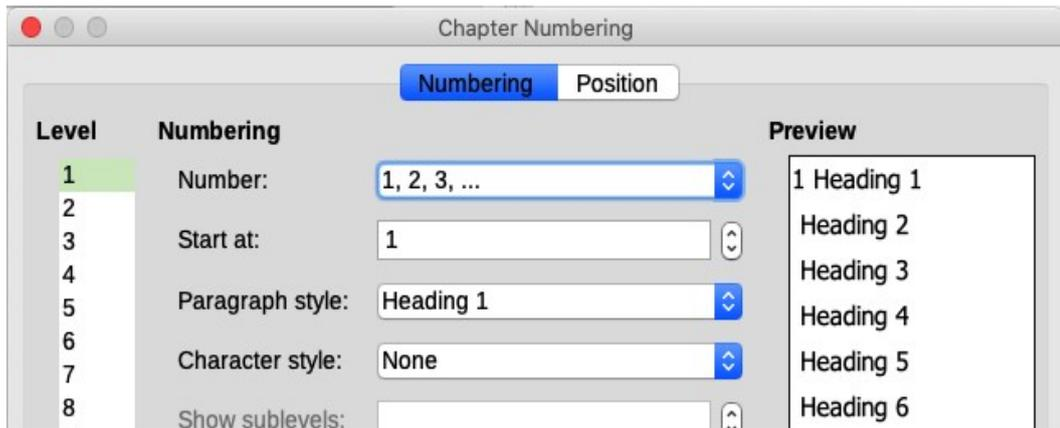 Chapter Numbering
Numbering Position
Level Numbering Preview
1 Number: 1, 2, 3, ... 1 Heading 1
2 Heading 2
3 Start at: 1 Heading 3
4 Heading 4
5 Paragraph style: Heading 1 Heading 5
6 Heading 6
7 Character style: None
8 Show sublevels: